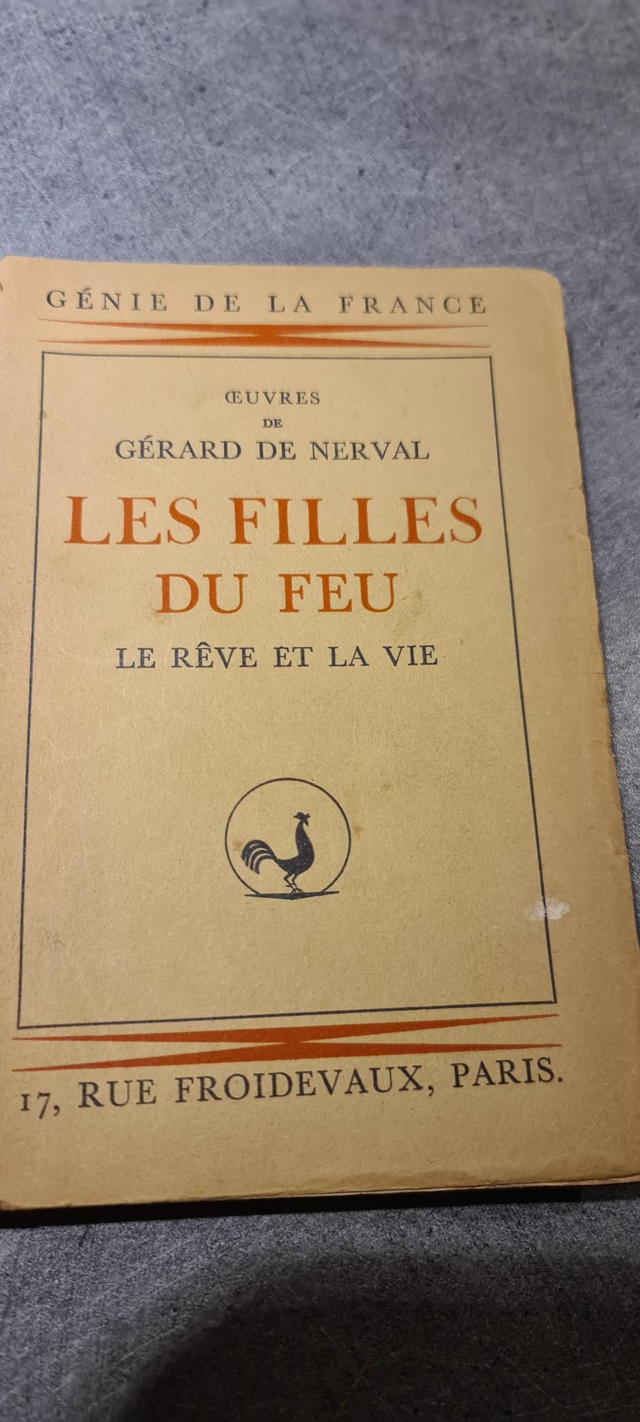 GÉNIE DE LA FRANCE
ŒUVRES
DE
GÉRARD DE NERVAL
LES FILLES
DU FEU
LE RÊVE ET LA VIE
17, RUE FROIDEVAUX, PARIS.